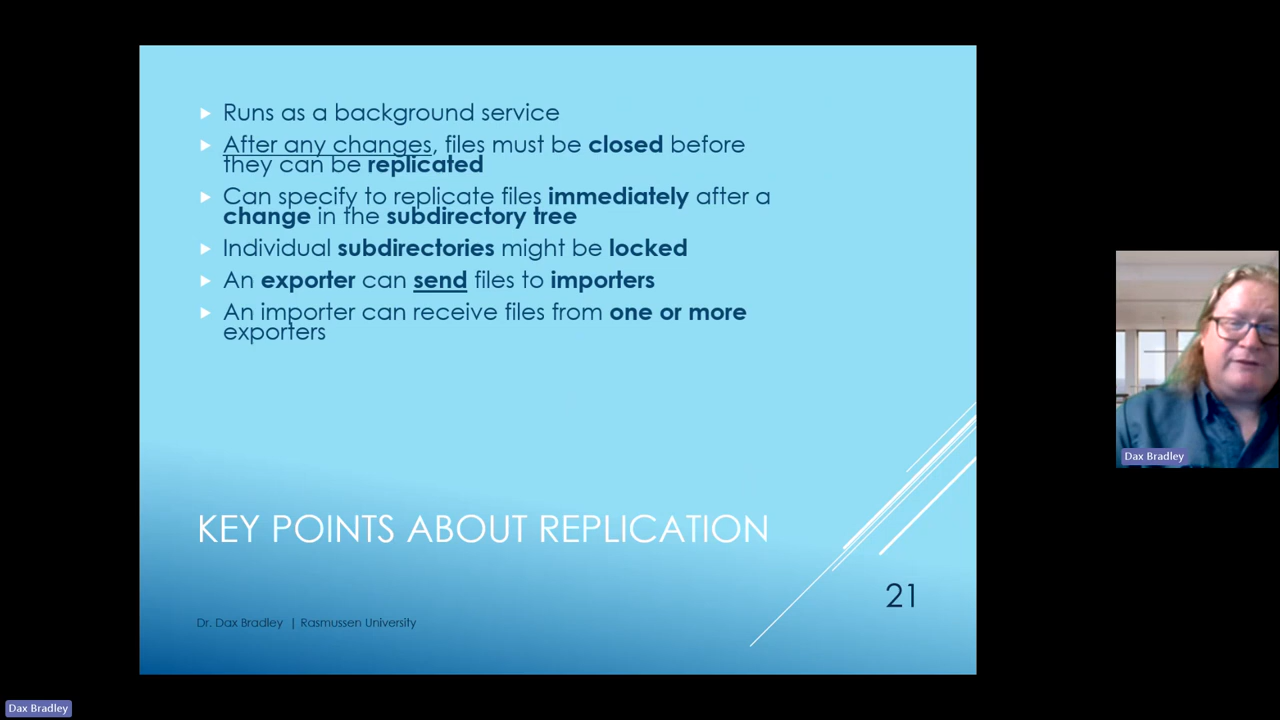 Runs as a background service
After any changes, files must be closed before
they can be replicated
Can specify to replicate files immediately after a
change in the subdirectory tree
Individual subdirectories might be locked
An exporter can send files to importers
An importer can receive files from one or more
exporters
KEY POINTS ABOUT REPLICATION
21
Dr. Dax Bradley | Rasmussen University
Dax Bradley
Dax Bradley